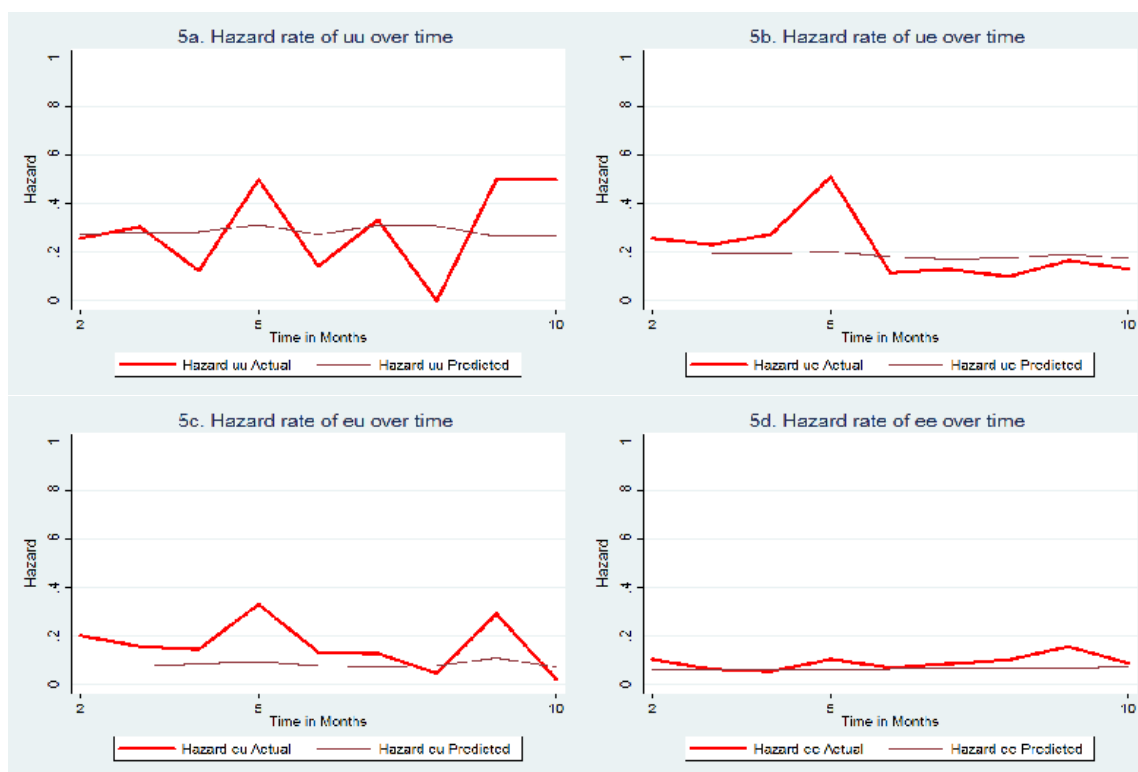 5a. Hazard rate of uu over time
1
.8
.6
.4
.2
0
Hazard
2
5
10
Time in Months
Hazard uu Actual
Hazard uu Predicted
5b. Hazard rate of ue over time
1
.8
.6
.4
.2
0
Hazard
2
5
10
Time in Months
Hazard ue Actual
Hazard ue Predicted
5c. Hazard rate of eu over time
1
.8
.6
.4
.2
0
Hazard
2
5
10
Time in Months
Hazard eu Actual
Hazard eu Predicted
5d. Hazard rate of ee over time
1
.8
.6
.4
.2
0
Hazard
2
5
10
Time in Months
Hazard ee Actual
Hazard ee Predicted